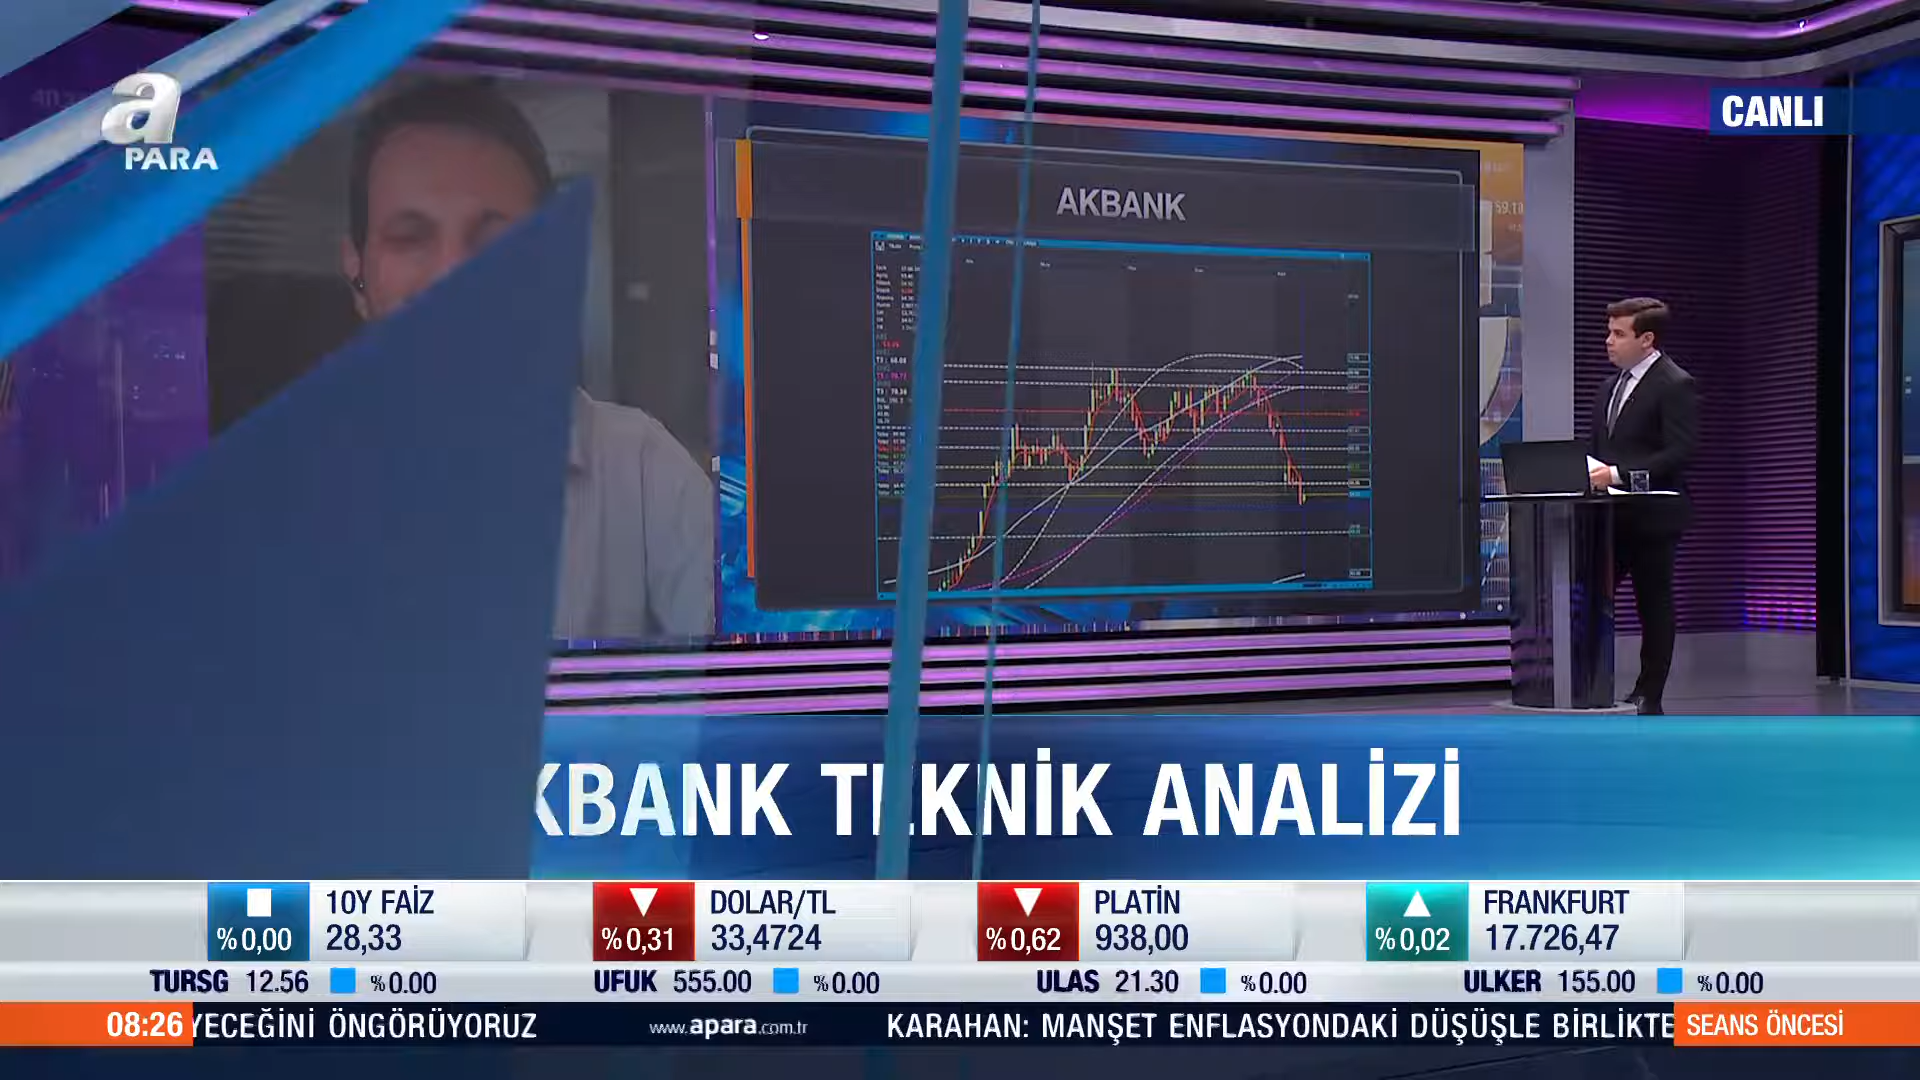 a
PARA
CANLI
AKBANK
KBANK TEKNİK ANALİZİ
%0,00
10Y FAİZ
28,33
%0,31
DOLAR/TL
33,4724
%0,62
PLATİN
938,00
%0,02
FRANKFURT
17.726,47
TURSG 12.56 %0.00
UFUK 555.00 %0.00
ULAS 21.30 %0.00
ULKER 155.00 %0.00
08:26
YECEĞİNİ ÖNGÖRÜYORUZ
www.apara.com.tr
KARAHAN: MANŞET ENFLASYONDAKİ DÜŞÜŞLE BİRLİKTE
SEANS ÖNCESİ